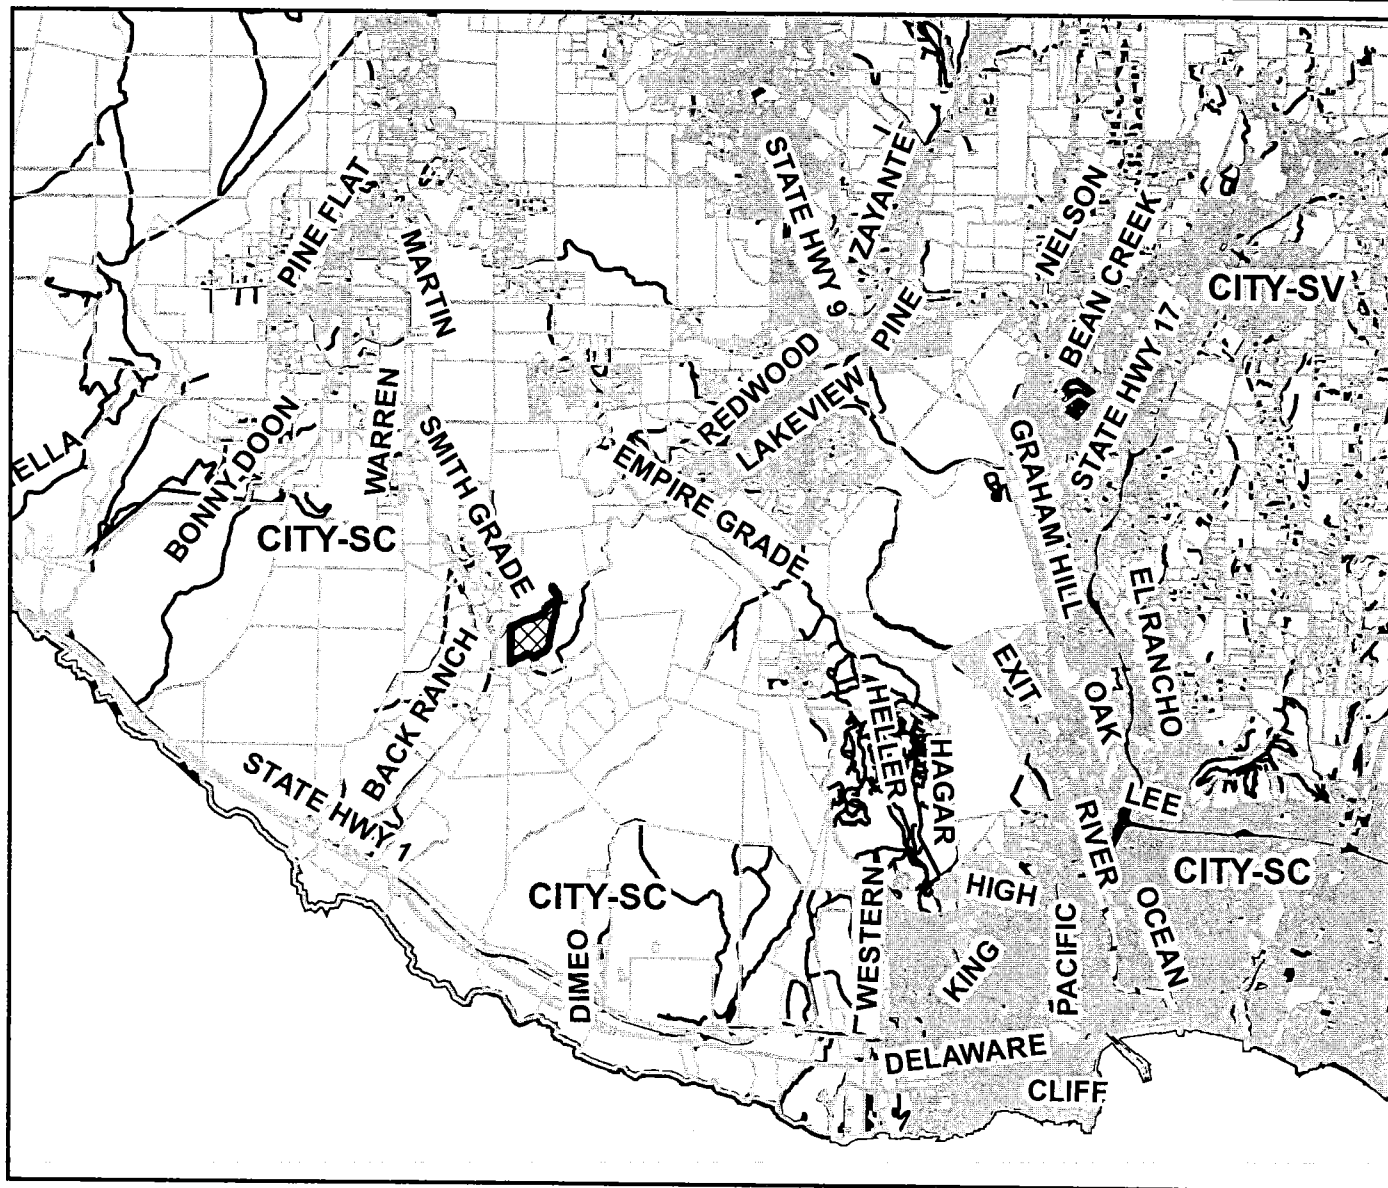 STATE HWY 9
ZAYANTE
NELSON
BEAN CREEK
PINE FLAT
MARTIN
CITY-SV
STATE HWY 17
PINE
REDWOOD
LAKEVIEW
ELLA
BONNY DOON
WARREN
SMITH GRADE
EMPIRE GRADE
GRAHAM HILL
CITY-SC
EL RANCHO
BACK RANCH
EXIT
OAK
HELLER
HAGAR
STATE HWY 1
LEE
RIVER
CITY-SC
CITY-SC
HIGH
OCEAN
DIMEO
WESTERN
KING
PACIFIC
DELAWARE
CLIFF